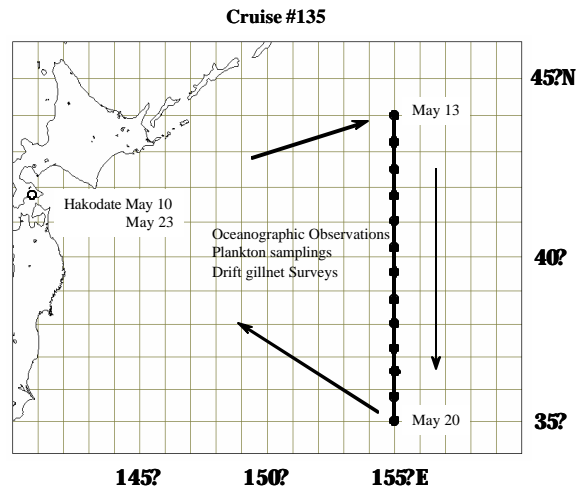 Cruise #135
45?N
May 13
Hakodate May 10
May 23
Oceanographic Observations
Plankton samplings
Drift gillnet Surveys
40?
May 20
35?
145?
150?
155?E